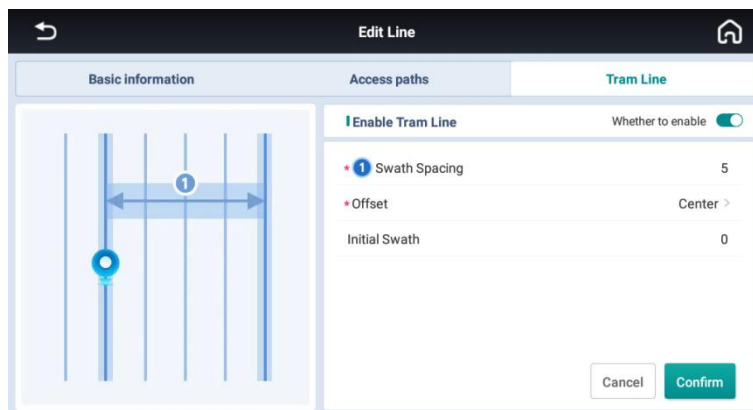 Edit Line
Basic information Access paths Tram Line
Enable Tram Line Whether to enable
1
* 1 Swath Spacing 5
* Offset Center >
Initial Swath 0
Cancel Confirm